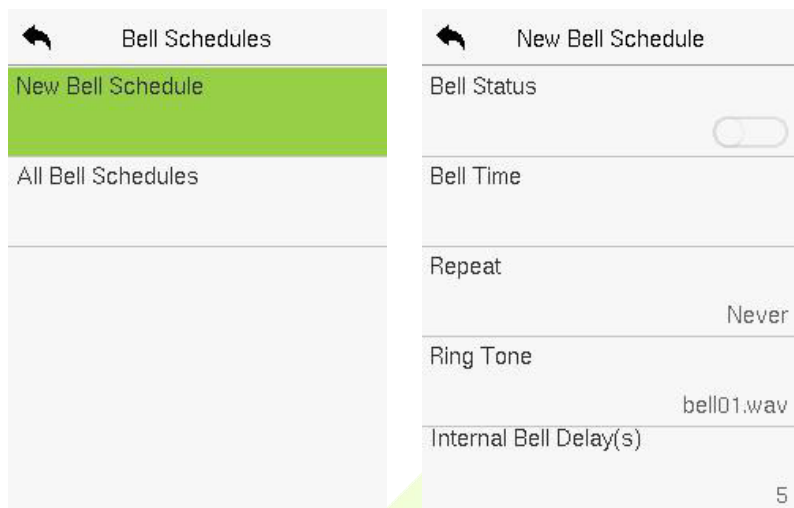 Bell Schedules
New Bell Schedule
All Bell Schedules
New Bell Schedule
Bell Status
Bell Time
Repeat
Never
Ring Tone
bell01.wav
Internal Bell Delay(s)
5